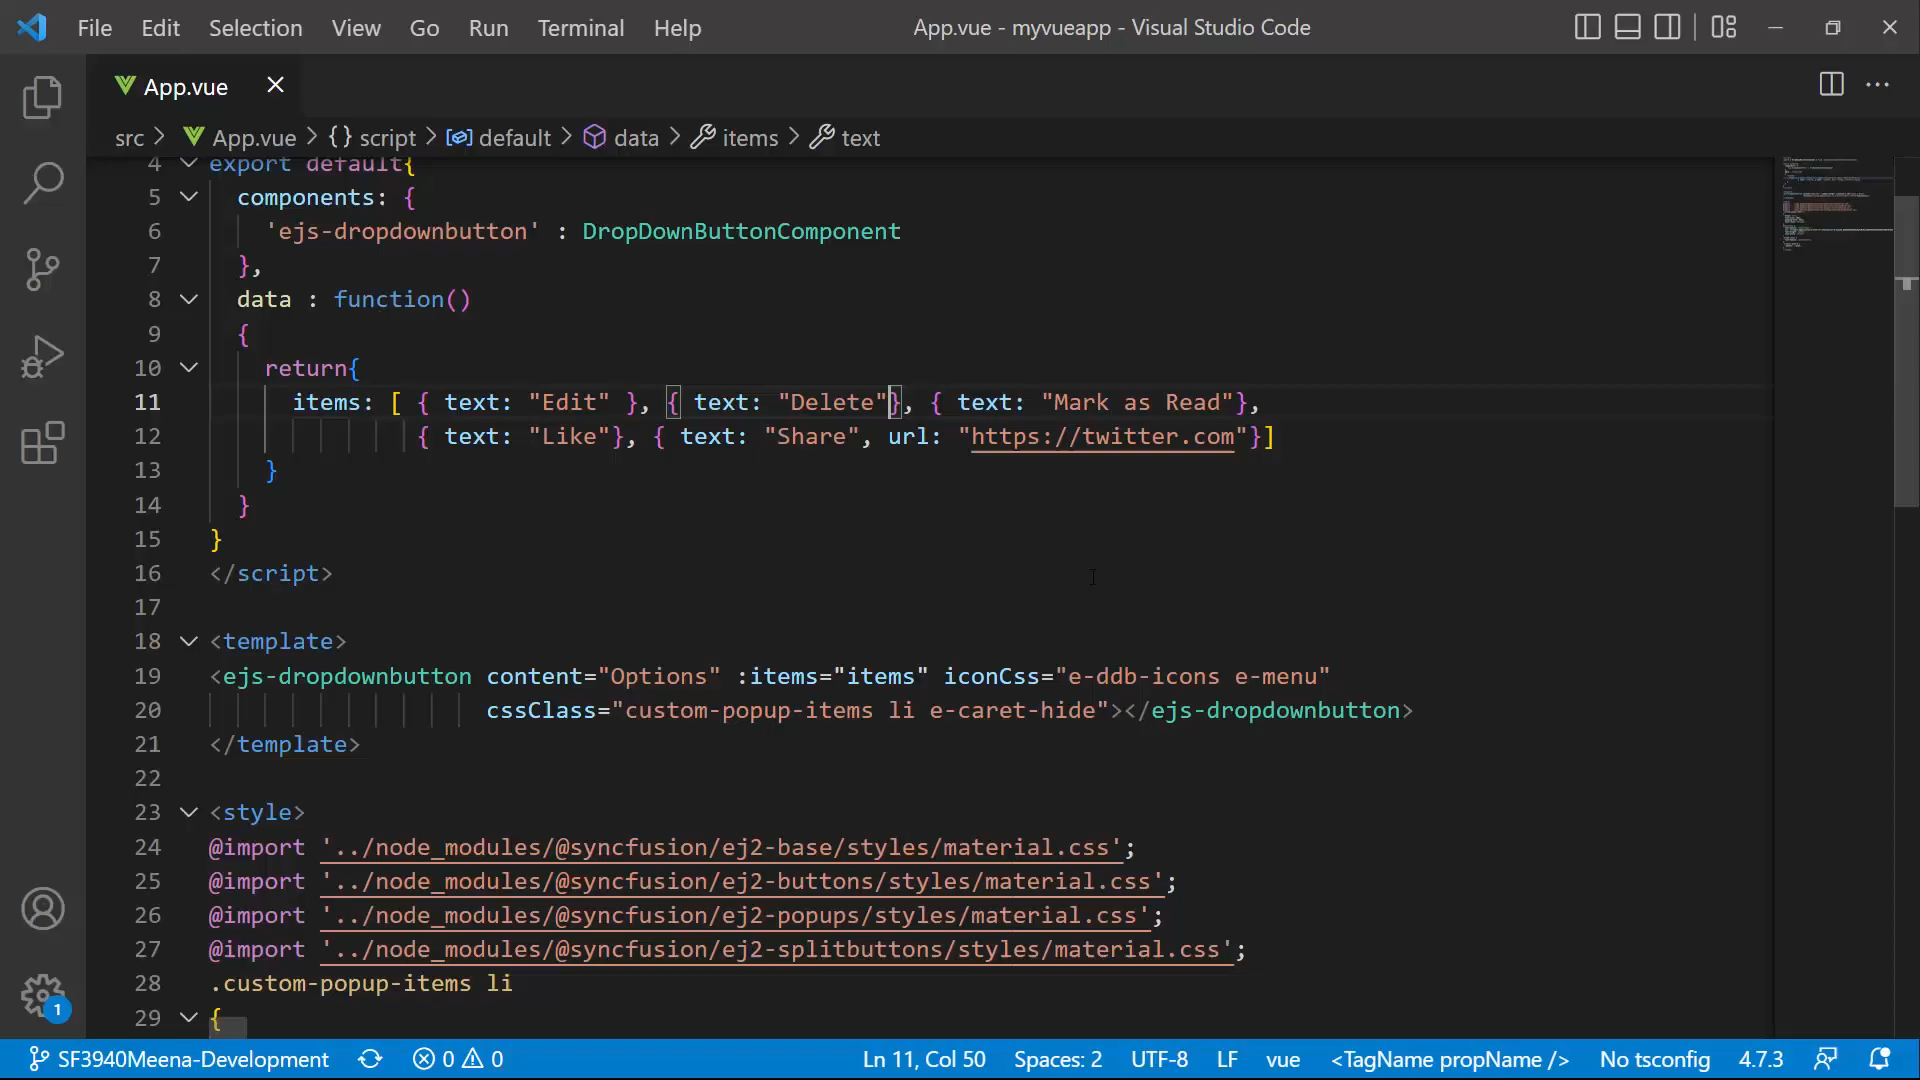 File Edit Selection View Go Run Terminal Help App.vue - myvueapp - Visual Studio Code
App.vue
src > App.vue > {} script > default > data > items > text
4 export default{
5 components: {
6 'ejs-dropdownbutton' : DropDownButtonComponent
7 },
8 data : function()
9 {
10 return{
11 items: [ { text: "Edit" }, { text: "Delete"}, { text: "Mark as Read"},
12 { text: "Like"}, { text: "Share", url: "https://twitter.com"}]
13 }
14 }
15 }
16 </script>
17
18 <template>
19 <ejs-dropdownbutton content="Options" :items="items" iconCss="e-ddb-icons e-menu"
20 cssClass="custom-popup-items li e-caret-hide"></ejs-dropdownbutton>
21 </template>
22
23 <style>
24 @import '../node_modules/@syncfusion/ej2-base/styles/material.css';
25 @import '../node_modules/@syncfusion/ej2-buttons/styles/material.css';
26 @import '../node_modules/@syncfusion/ej2-popups/styles/material.css';
27 @import '../node_modules/@syncfusion/ej2-splitbuttons/styles/material.css';
28 .custom-popup-items li
29 {
1
SF3940Meena-Development 0 0 Ln 11, Col 50 Spaces: 2 UTF-8 LF vue <TagName propName /> No tsconfig 4.7.3